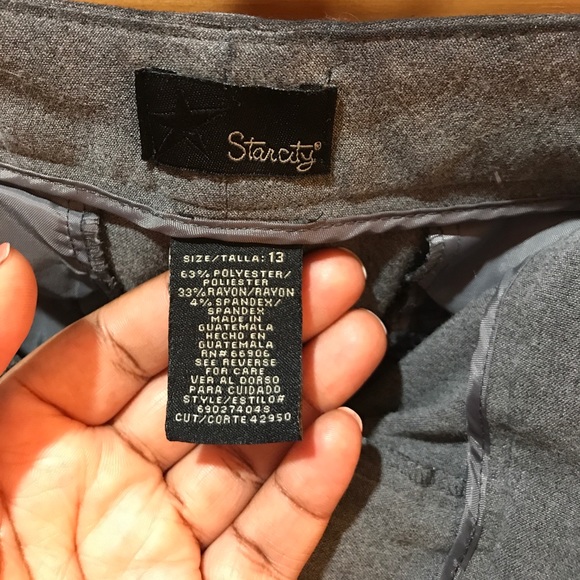 Starcity®
SIZE/TALLA: 13
63% POLYESTER/
POLIESTER
33% RAYON/RAYON
4% SPANDEX/
SPANDEX
MADE IN
GUATEMALA
HECHO EN
GUATEMALA
RN# 66906
SEE REVERSE
FOR CARE
VER AL DORSO
PARA CUIDADO
STYLE/ESTILO#
69027404S
CUT/CORTE 42950